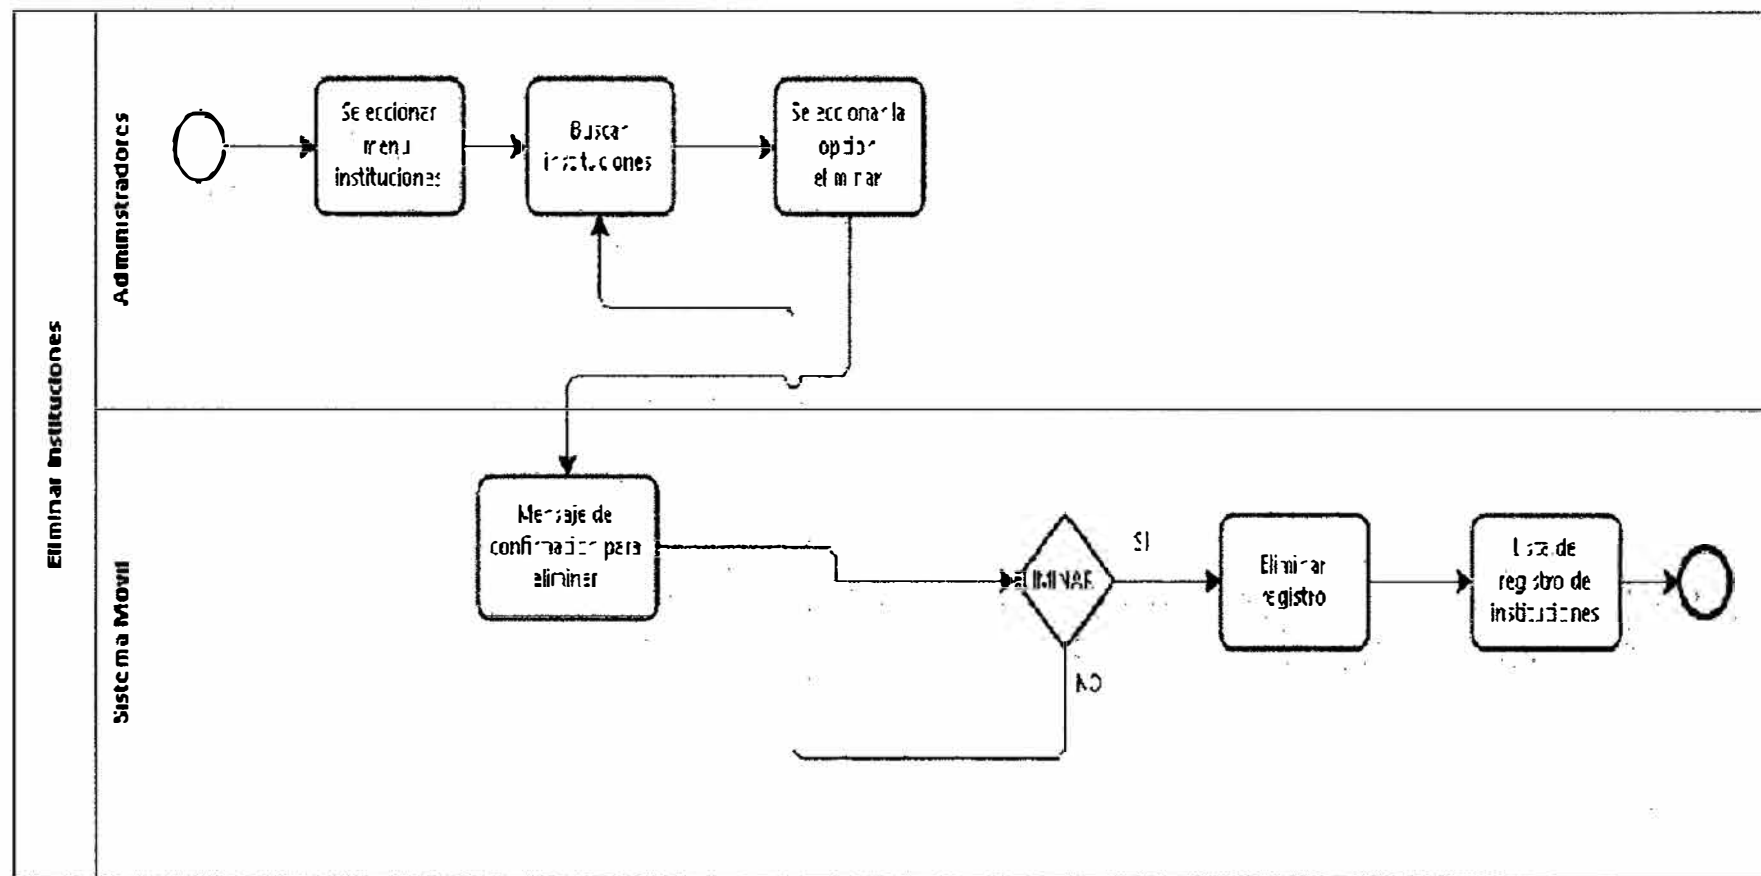 Eliminar Instituciones
Administradores
Seleccionar
menu
instituciones
Buscar
instituciones
Seleccionar la
opcion
eliminar
Sistema Movil
Mensaje de
confirmacion para
eliminar
ELIMINAR
SI
NO
Eliminar
registro
Lista de
registro de
instituciones